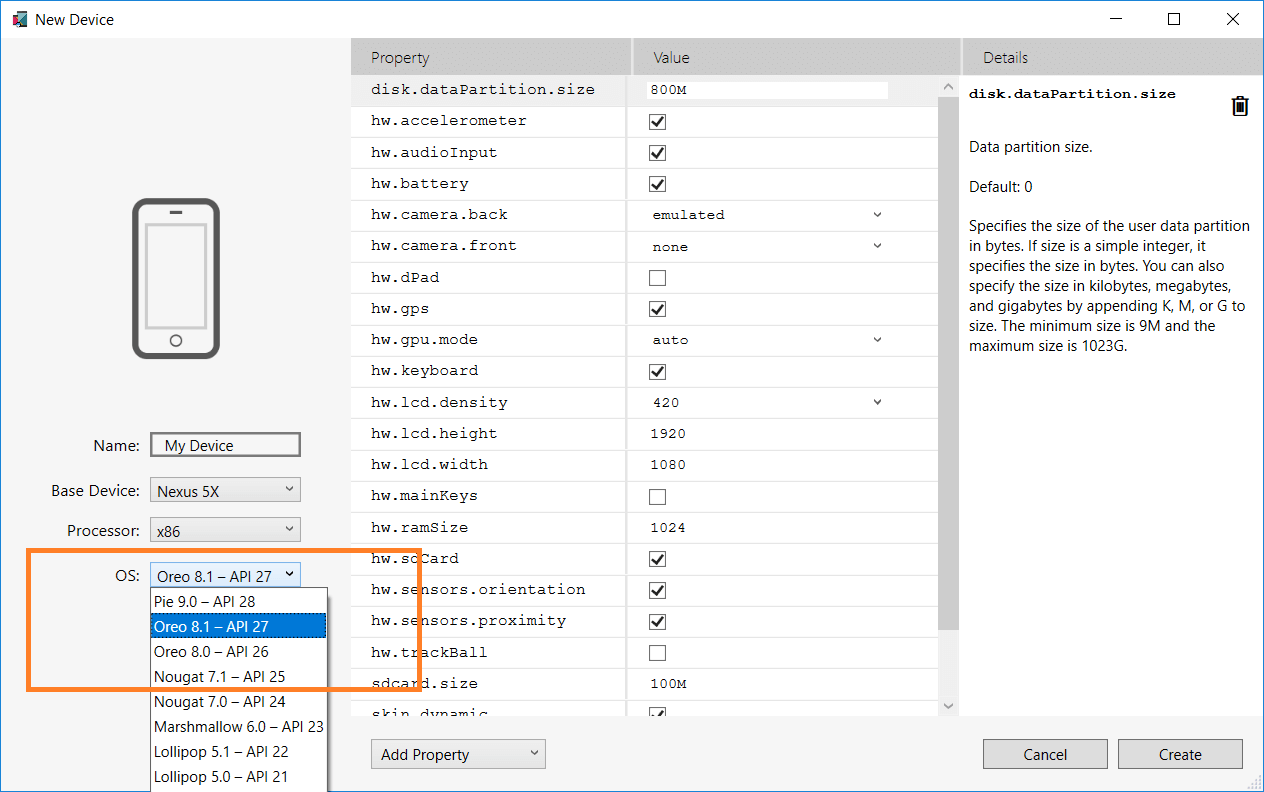 New Device
Property Value Details
disk.dataPartition.size 800M
hw.accelerometer
hw.audioInput
hw.battery
hw.camera.back emulated
hw.camera.front none
hw.dPad
hw.gps
hw.gpu.mode auto
hw.keyboard
hw.lcd.density 420
hw.lcd.height 1920
hw.lcd.width 1080
hw.mainKeys
hw.ramSize 1024
hw.sdCard
hw.sensors.orientation
hw.sensors.proximity
hw.trackBall
sdcard.size 100M
skin.dynamic
disk.dataPartition.size
Data partition size.
Default: 0
Specifies the size of the user data partition
in bytes. If size is a simple integer, it
specifies the size in bytes. You can also
specify the size in kilobytes, megabytes,
and gigabytes by appending K, M, or G to
size. The minimum size is 9M and the
maximum size is 1023G.
Name: My Device
Base Device: Nexus 5X
Processor: x86
OS: Oreo 8.1 – API 27
Pie 9.0 – API 28
Oreo 8.1 – API 27
Oreo 8.0 – API 26
Nougat 7.1 – API 25
Nougat 7.0 – API 24
Marshmallow 6.0 – API 23
Lollipop 5.1 – API 22
Lollipop 5.0 – API 21
Add Property
Cancel
Create